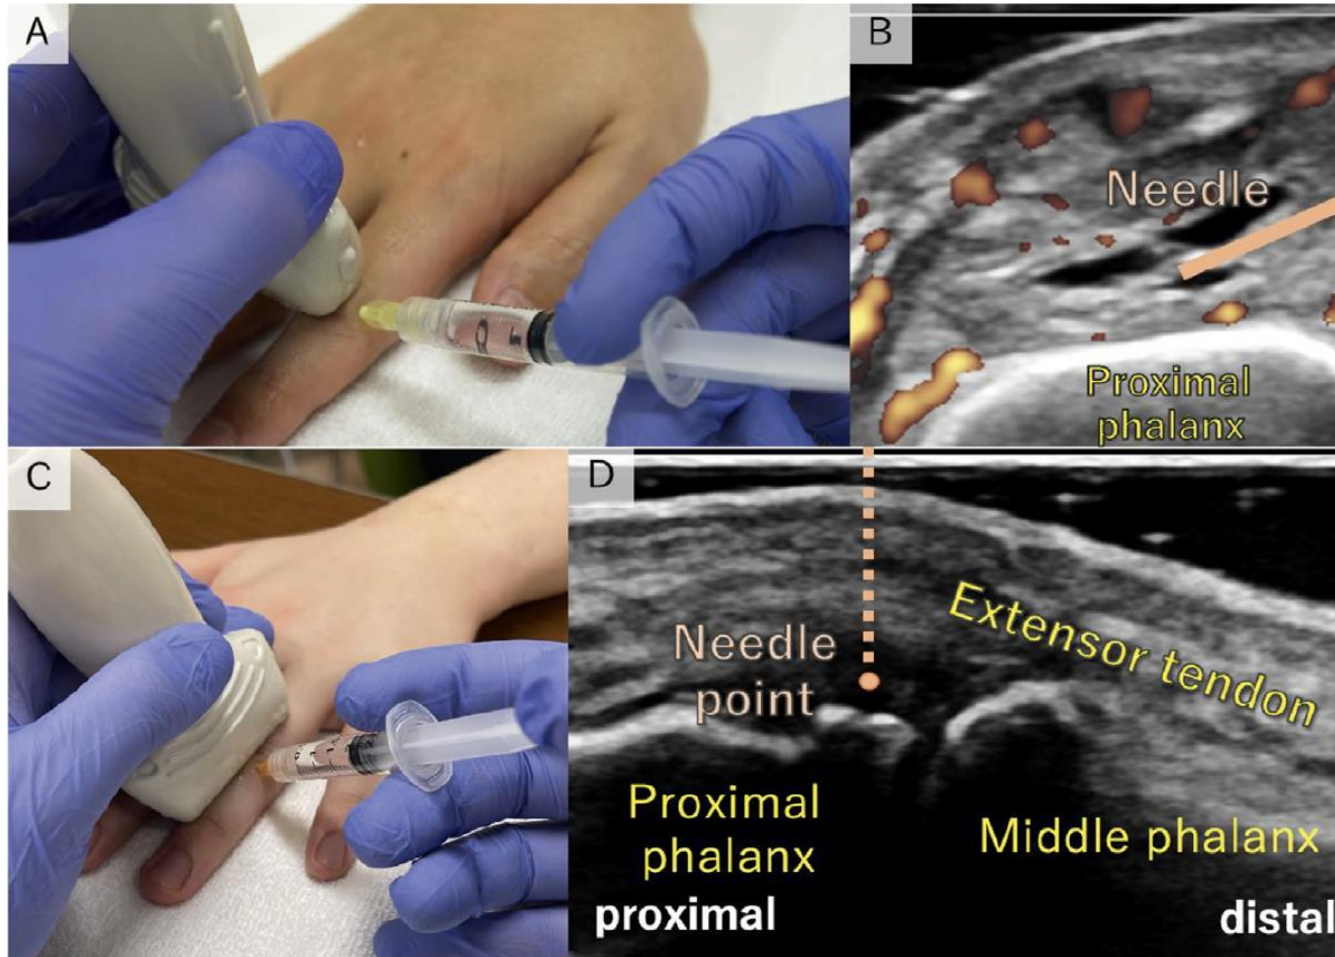 A
B
Needle
Proximal
phalanx
C
D
Needle
point
Extensor tendon
Proximal
phalanx
Middle phalanx
proximal
distal